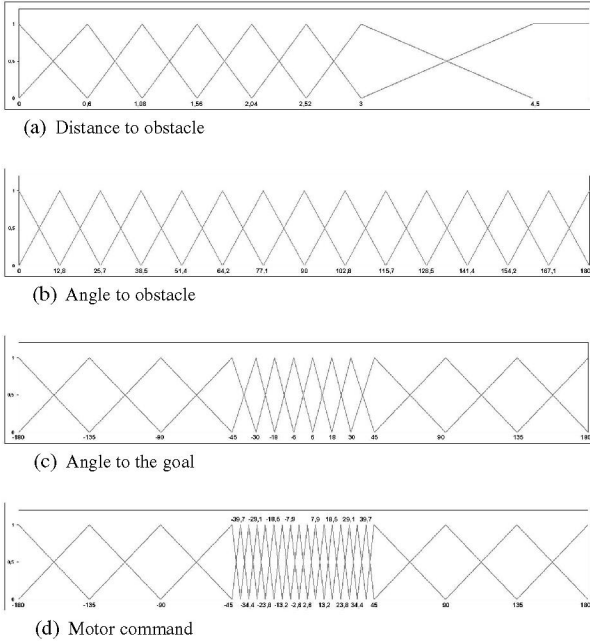 1
0,5
0
0 0,6 1,08 1,56 2,04 2,52 3 4,5
(a) Distance to obstacle
1
0,5
0
0 12,8 25,7 38,5 51,4 64,2 77,1 90 102,8 115,7 128,5 141,4 154,2 167,1 180
(b) Angle to obstacle
1
0,5
0
-180 -135 -90 -45 -30 -18 -6 6 18 30 45 90 135 180
(c) Angle to the goal
-39,7 -29,1 -18,5 -7,9 7,9 18,5 29,1 39,7
1
0,5
0
-180 -135 -90 -45 -34,4 -23,8 -13,2 -2,6 2,6 13,2 23,8 34,4 45 90 135 180
(d) Motor command